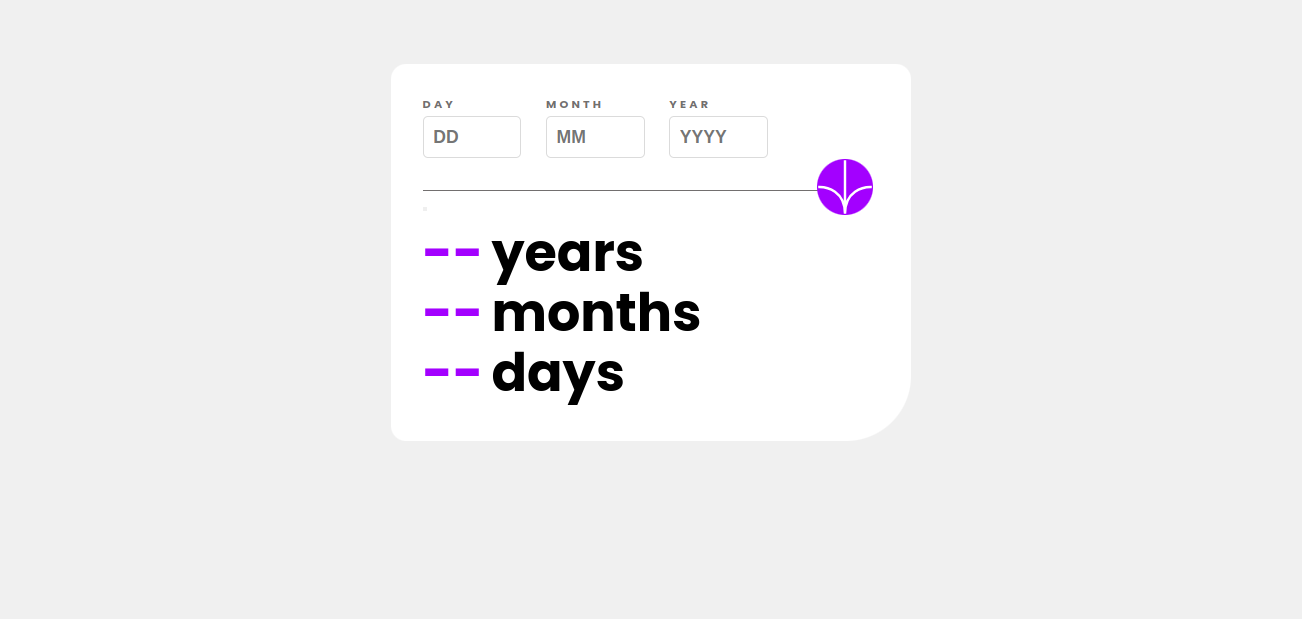 DAY MONTH YEAR
DD MM YYYY
-- years
-- months
-- days